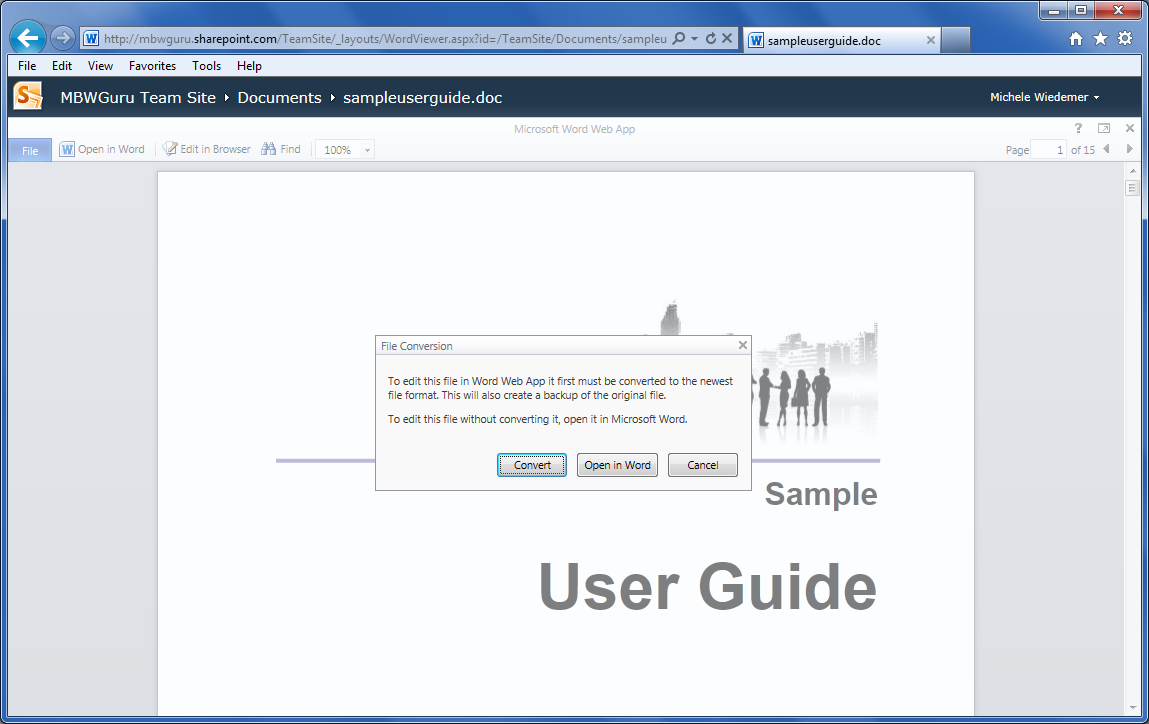 http://mbwguru.sharepoint.com/TeamSite/_layouts/WordViewer.aspx?id=/TeamSite/Documents/sampleu
sampleuserguide.doc
File Edit View Favorites Tools Help
MBWGuru Team Site Documents sampleuserguide.doc
Michele Wiedemer
Microsoft Word Web App
File Open in Word Edit in Browser Find 100% Page 1 of 15
File Conversion
To edit this file in Word Web App it first must be converted to the newest
file format. This will also create a backup of the original file.
To edit this file without converting it, open it in Microsoft Word.
Convert Open in Word Cancel
Sample
User Guide